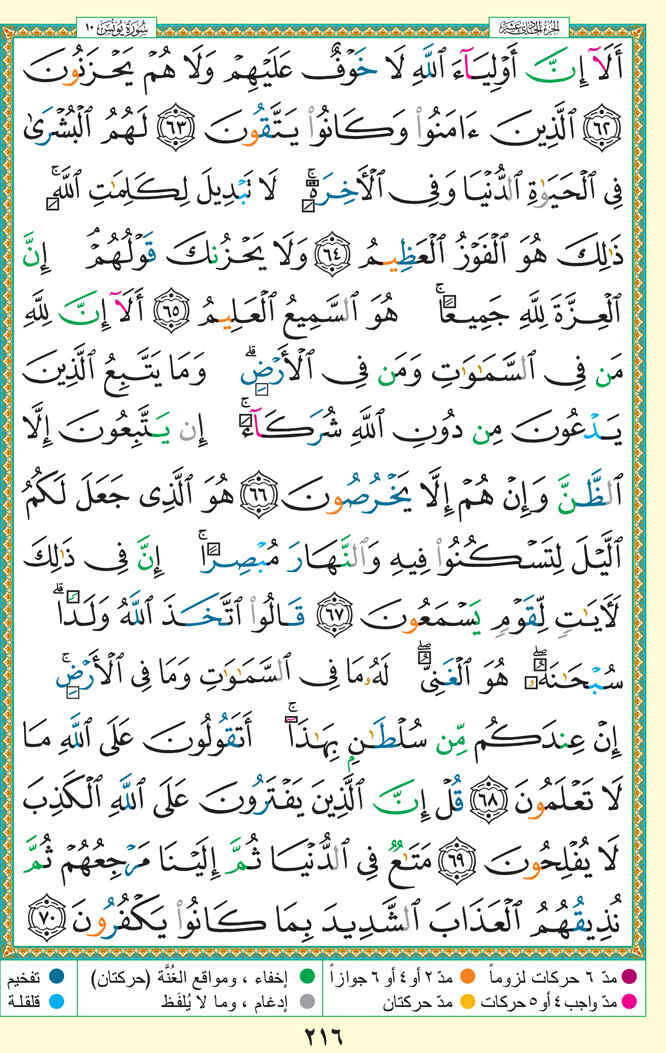 سُورَةُ يُونُسَ ١٠
الجزء الحادي عشر
أَلَآ إِنَّ أَوْلِيَآءَ ٱللَّهِ لَا خَوْفٌ عَلَيْهِمْ وَلَا هُمْ يَحْزَنُونَ
۝٦٢ ٱلَّذِينَ ءَامَنُوا۟ وَكَانُوا۟ يَتَّقُونَ ۝٦٣ لَهُمُ ٱلْبُشْرَىٰ
فِى ٱلْحَيَوٰةِ ٱلدُّنْيَا وَفِى ٱلْأَخِرَةِ ۚ لَا تَبْدِيلَ لِكَلِمَٰتِ ٱللَّهِ ۚ
ذَٰلِكَ هُوَ ٱلْفَوْزُ ٱلْعَظِيمُ ۝٦٤ وَلَا يَحْزُنكَ قَوْلُهُمْ ۘ إِنَّ
ٱلْعِزَّةَ لِلَّهِ جَمِيعًا ۚ هُوَ ٱلسَّمِيعُ ٱلْعَلِيمُ ۝٦٥ أَلَآ إِنَّ لِلَّهِ
مَن فِى ٱلسَّمَٰوَٰتِ وَمَن فِى ٱلْأَرْضِ ۗ وَمَا يَتَّبِعُ ٱلَّذِينَ
يَدْعُونَ مِن دُونِ ٱللَّهِ شُرَكَآءَ ۚ إِن يَتَّبِعُونَ إِلَّا
ٱلظَّنَّ وَإِنْ هُمْ إِلَّا يَخْرُصُونَ ۝٦٦ هُوَ ٱلَّذِى جَعَلَ لَكُمُ
ٱلَّيْلَ لِتَسْكُنُوا۟ فِيهِ وَٱلنَّهَارَ مُبْصِرًا ۚ إِنَّ فِى ذَٰلِكَ
لَأَيَٰتٍ لِّقَوْمٍ يَسْمَعُونَ ۝٦٧ قَالُوا۟ ٱتَّخَذَ ٱللَّهُ وَلَدًا ۗ
سُبْحَٰنَهُۥ ۖ هُوَ ٱلْغَنِىُّ ۖ لَهُۥ مَا فِى ٱلسَّمَٰوَٰتِ وَمَا فِى ٱلْأَرْضِ ۚ
إِنْ عِندَكُم مِّن سُلْطَٰنٍۭ بِهَٰذَآ ۚ أَتَقُولُونَ عَلَى ٱللَّهِ مَا
لَا تَعْلَمُونَ ۝٦٨ قُلْ إِنَّ ٱلَّذِينَ يَفْتَرُونَ عَلَى ٱللَّهِ ٱلْكَذِبَ
لَا يُفْلِحُونَ ۝٦٩ مَتَٰعٌ فِى ٱلدُّنْيَا ثُمَّ إِلَيْنَا مَرْجِعُهُمْ ثُمَّ
نُذِيقُهُمُ ٱلْعَذَابَ ٱلشَّدِيدَ بِمَا كَانُوا۟ يَكْفُرُونَ ۝٧٠
مدّ ٦ حركات لزوماً مدّ ٢ أو ٤ أو ٦ جوازاً إخفاء ، ومواقع الغُنَّة (حركتان) تفخيم
مدّ واجب ٤ أو ٥ حركات مدّ حركتان إدغام ، وما لا يُلفَظ قلقلة
٢١٦